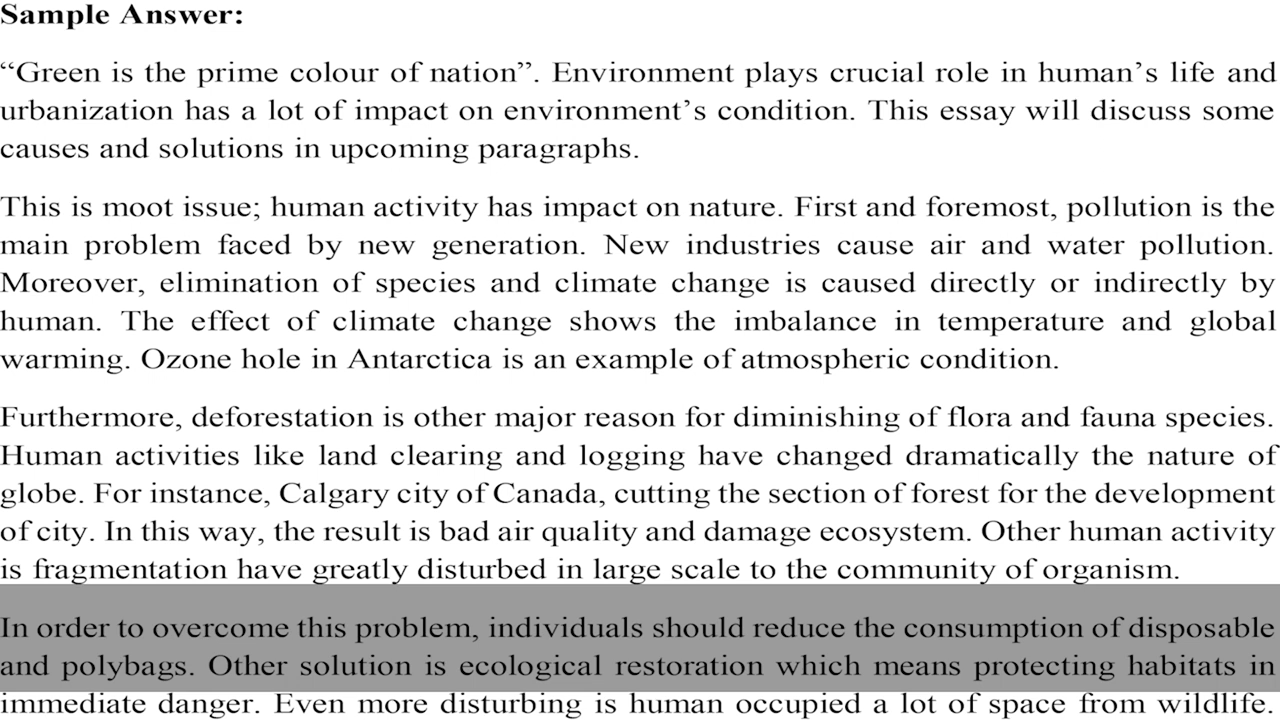 Sample Answer:
“Green is the prime colour of nation”. Environment plays crucial role in human’s life and
urbanization has a lot of impact on environment’s condition. This essay will discuss some
causes and solutions in upcoming paragraphs.
This is moot issue; human activity has impact on nature. First and foremost, pollution is the
main problem faced by new generation. New industries cause air and water pollution.
Moreover, elimination of species and climate change is caused directly or indirectly by
human. The effect of climate change shows the imbalance in temperature and global
warming. Ozone hole in Antarctica is an example of atmospheric condition.
Furthermore, deforestation is other major reason for diminishing of flora and fauna species.
Human activities like land clearing and logging have changed dramatically the nature of
globe. For instance, Calgary city of Canada, cutting the section of forest for the development
of city. In this way, the result is bad air quality and damage ecosystem. Other human activity
is fragmentation have greatly disturbed in large scale to the community of organism.
In order to overcome this problem, individuals should reduce the consumption of disposable
and polybags. Other solution is ecological restoration which means protecting habitats in
immediate danger. Even more disturbing is human occupied a lot of space from wildlife.